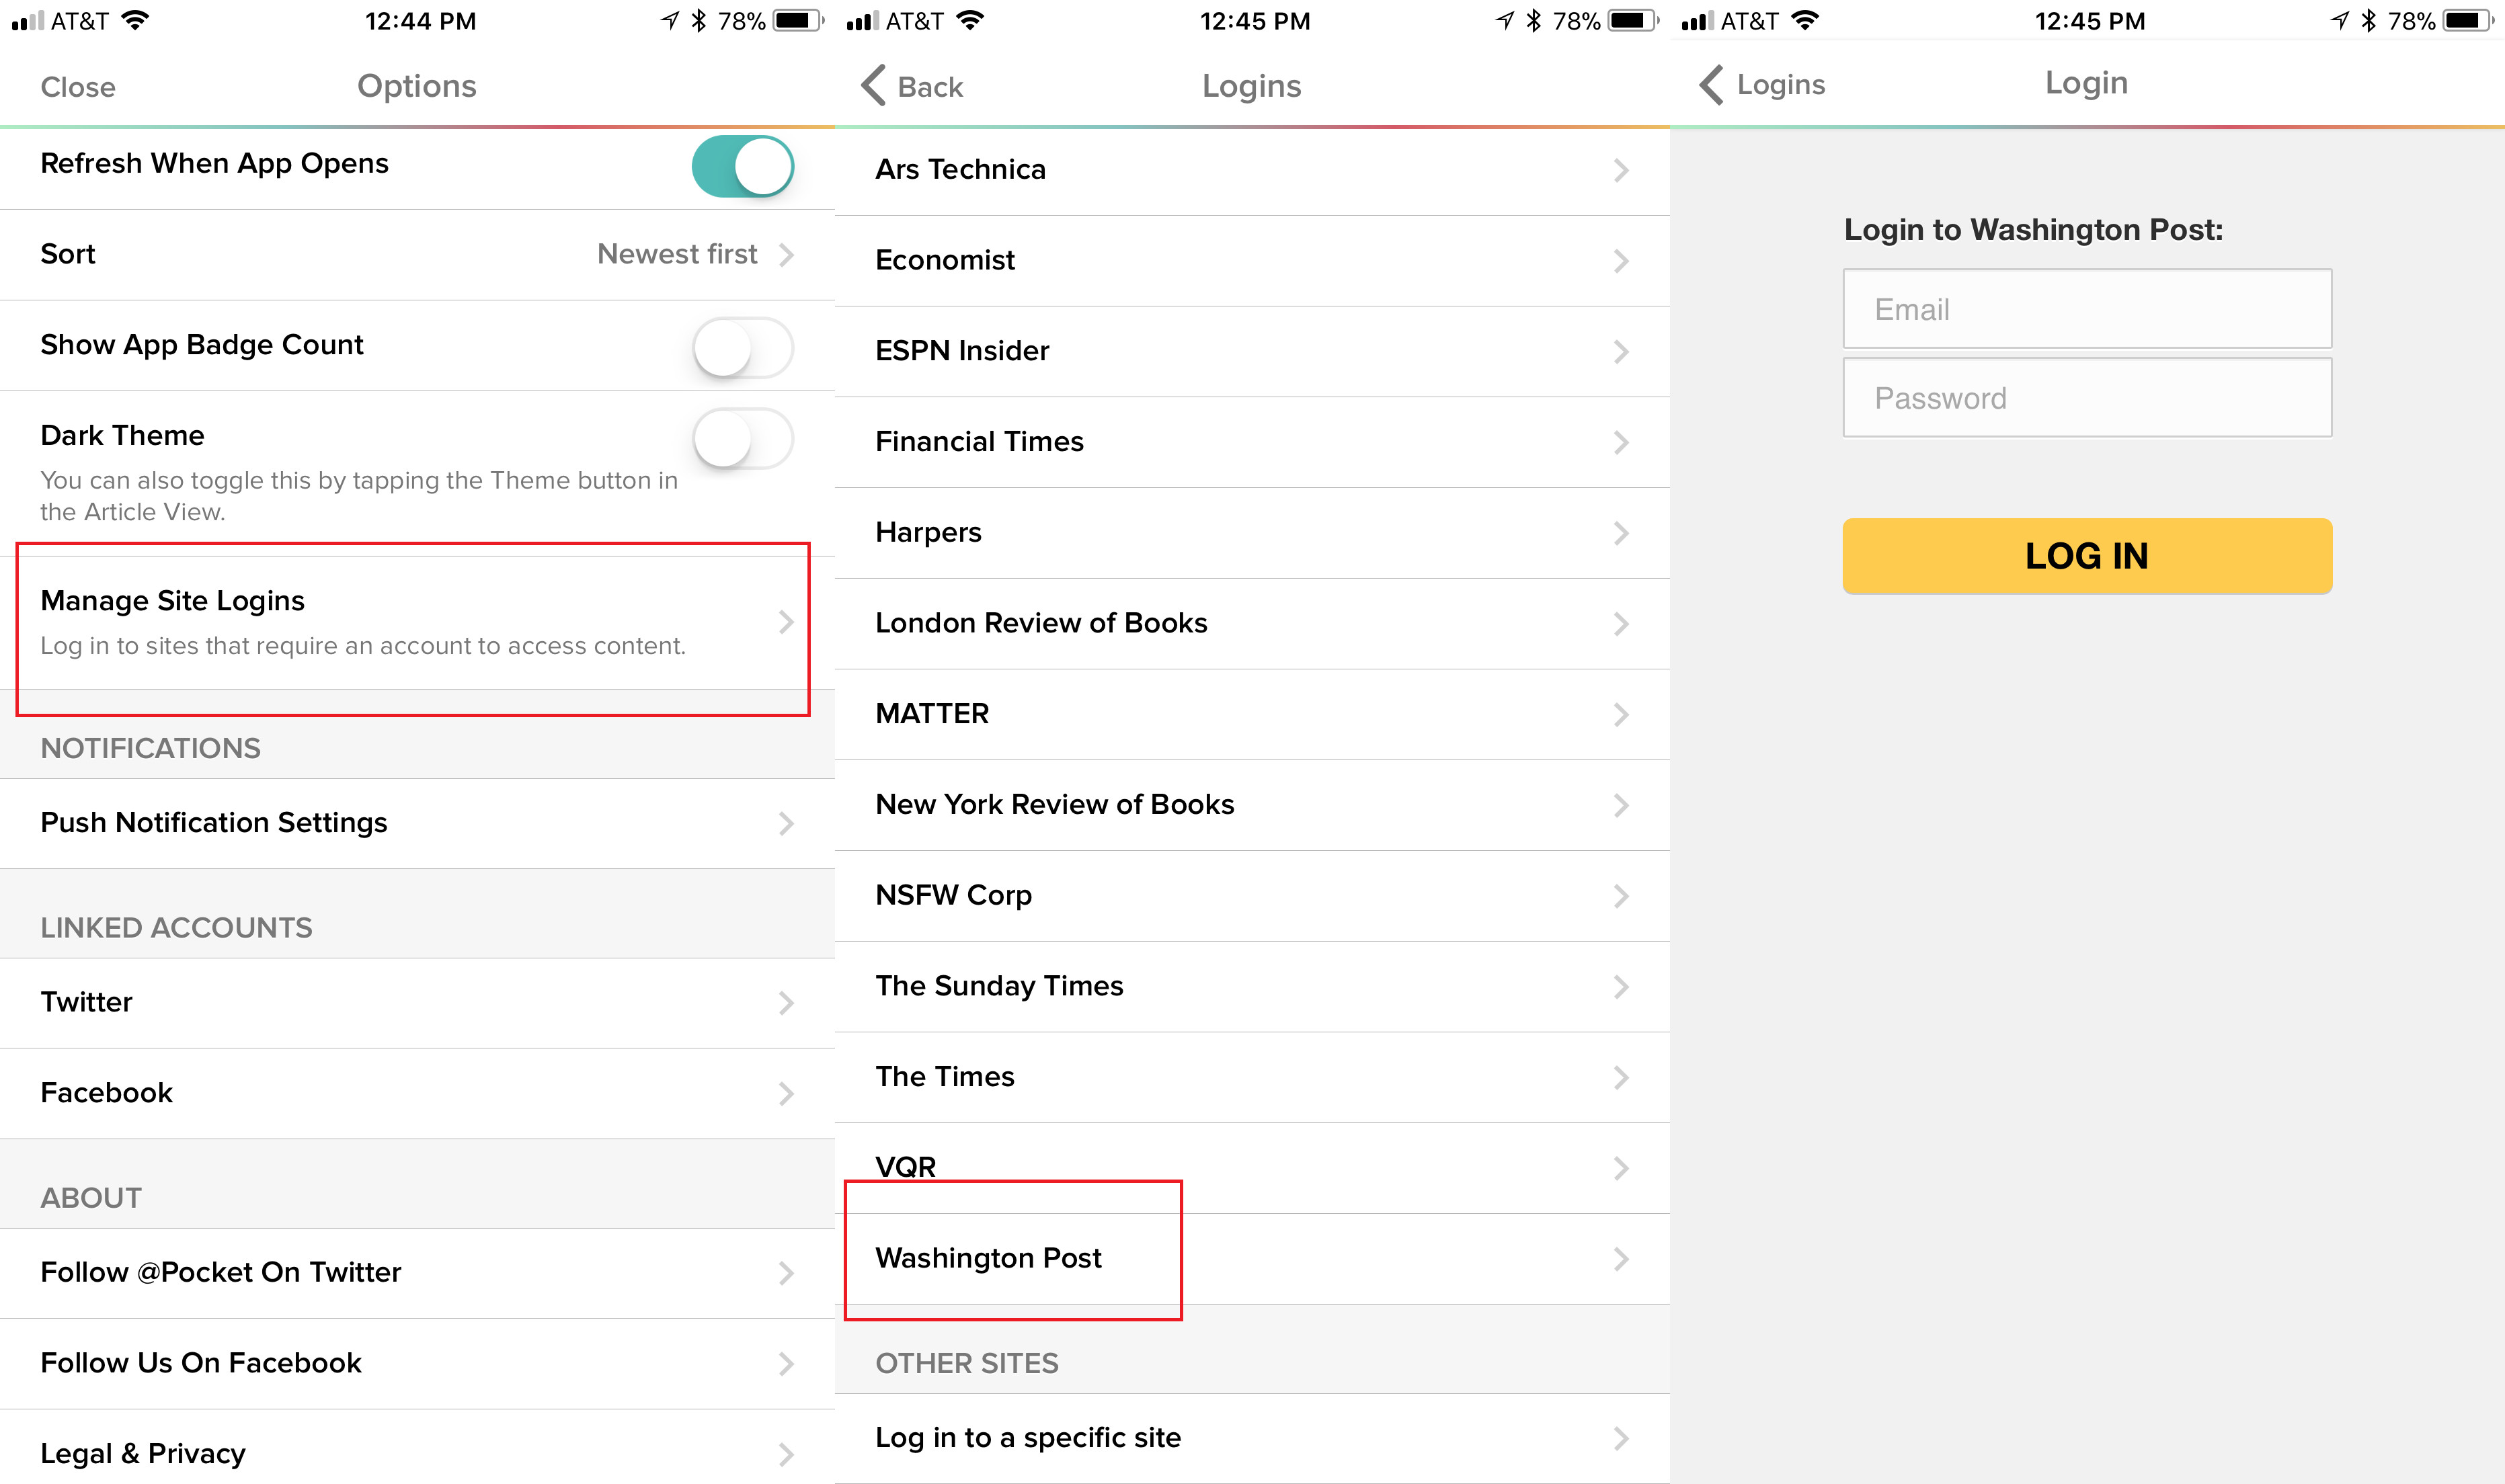 AT&T 12:44 PM 78%
Close Options
Refresh When App Opens
Sort Newest first
Show App Badge Count
Dark Theme
You can also toggle this by tapping the Theme button in
the Article View.
Manage Site Logins
Log in to sites that require an account to access content.
NOTIFICATIONS
Push Notification Settings
LINKED ACCOUNTS
Twitter
Facebook
ABOUT
Follow @Pocket On Twitter
Follow Us On Facebook
Legal & Privacy
AT&T 12:45 PM 78%
Back Logins
Ars Technica
Economist
ESPN Insider
Financial Times
Harpers
London Review of Books
MATTER
New York Review of Books
NSFW Corp
The Sunday Times
The Times
VQR
Washington Post
OTHER SITES
Log in to a specific site
AT&T 12:45 PM 78%
Logins Login
Login to Washington Post:
Email
Password
LOG IN